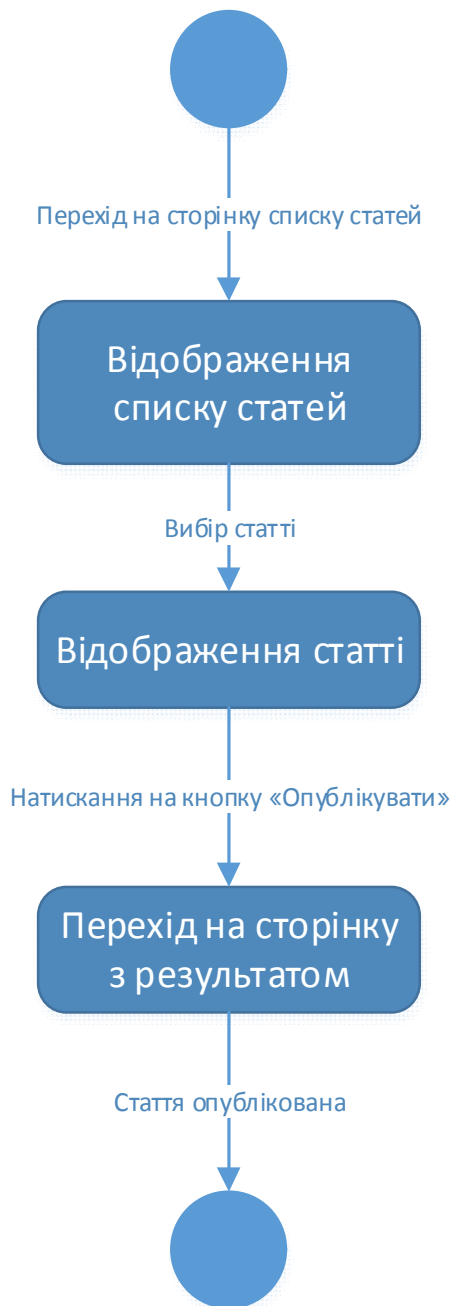 Перехід на сторінку списку статей
Відображення
списку статей
Вибір статті
Відображення статті
Натискання на кнопку «Опублікувати»
Перехід на сторінку
з результатом
Стаття опублікована